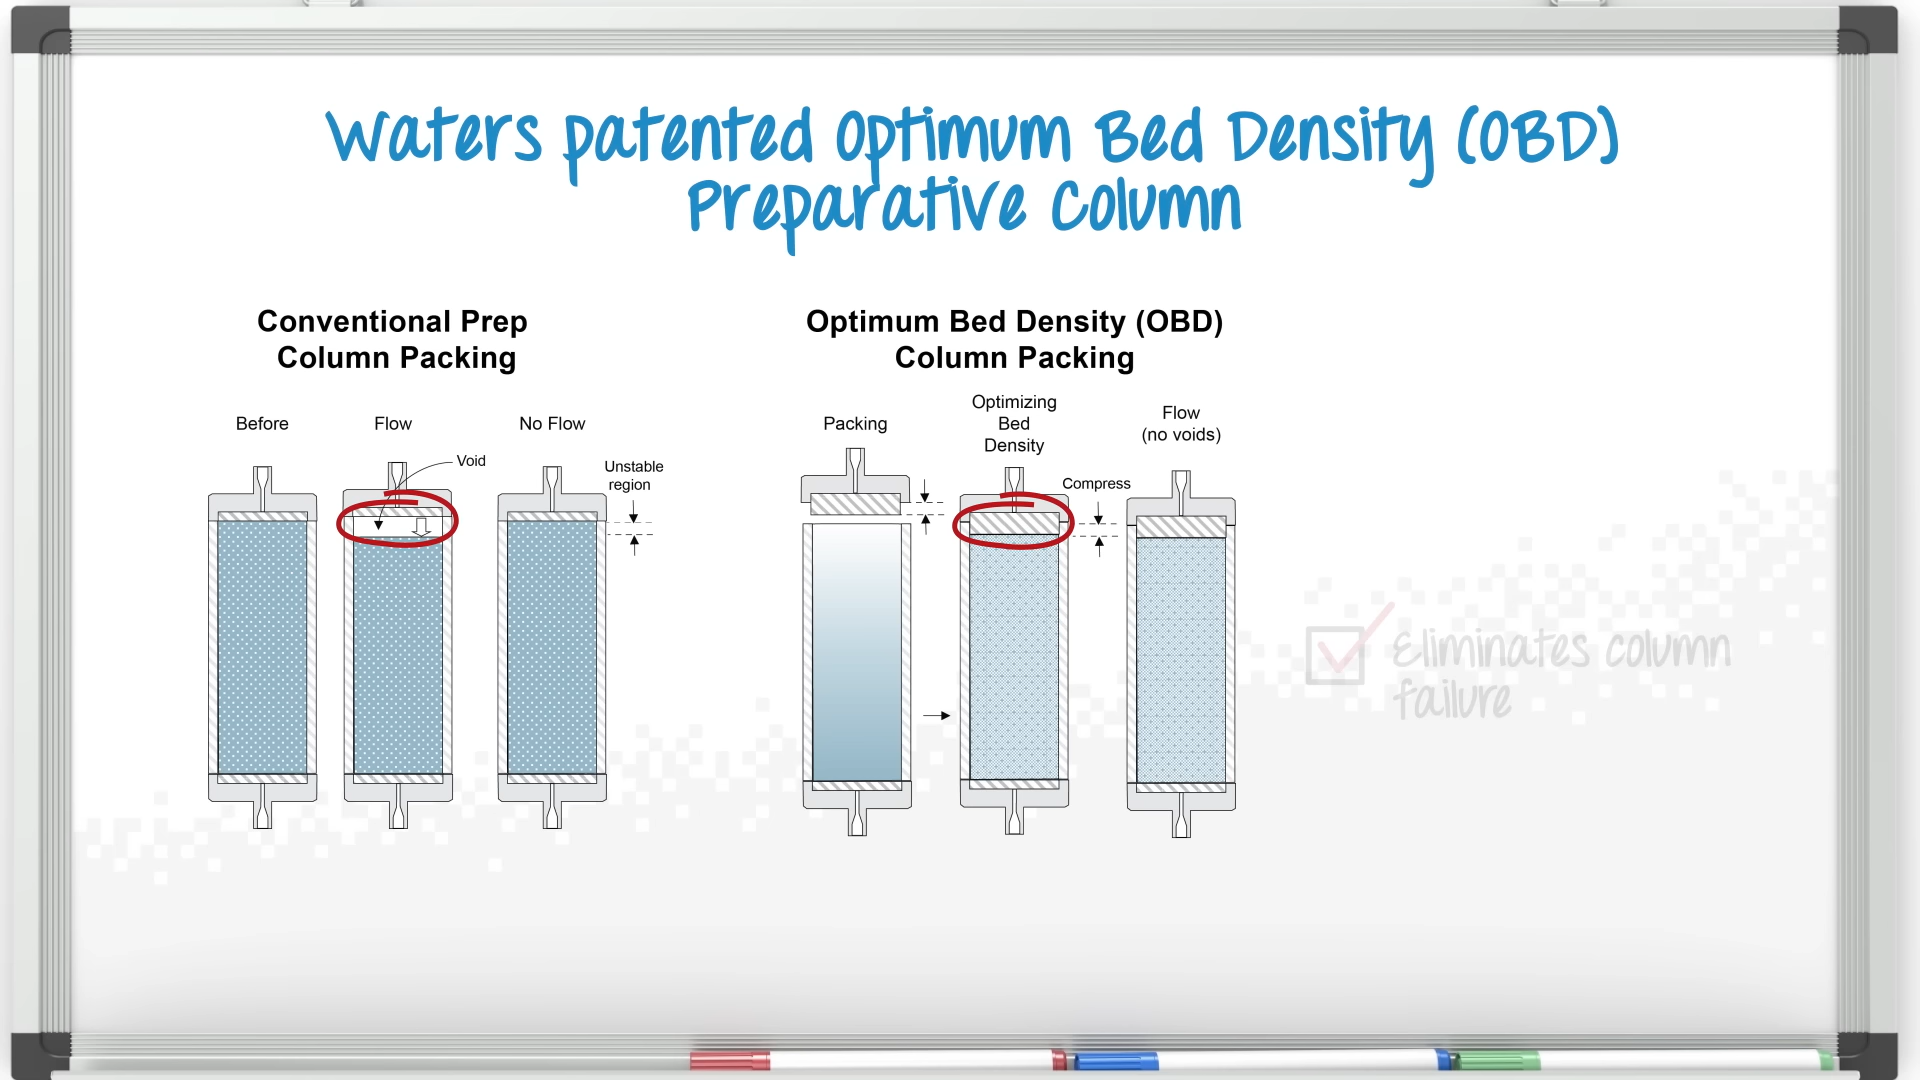 Waters patented Optimum Bed Density (OBD)
Preparative Column
Conventional Prep
Column Packing
Before
Flow
No Flow
Void
Unstable
region
Optimum Bed Density (OBD)
Column Packing
Packing
Optimizing
Bed
Density
Flow
(no voids)
Compress
Eliminates column
failure